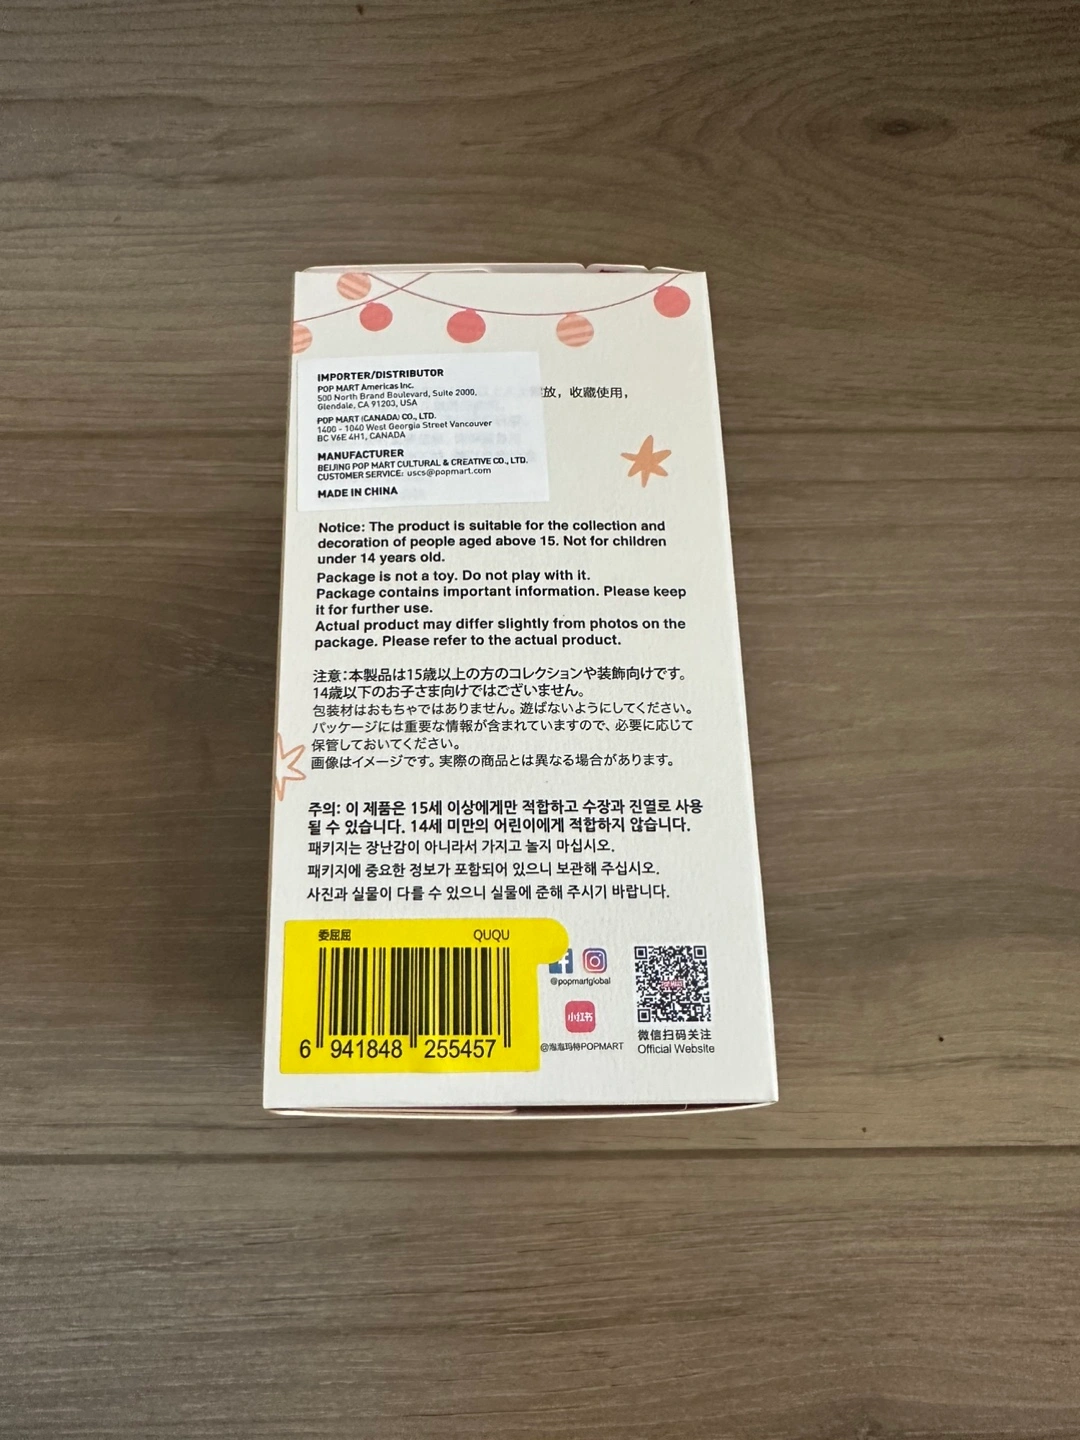 IMPORTER/DISTRIBUTOR
POP MART Americas Inc.
500 North Brand Boulevard, Suite 2000,
Glendale, CA 91203, USA
POP MART (CANADA) CO., LTD.
1400 - 1040 West Georgia Street Vancouver
BC V6E 4H1, CANADA
MANUFACTURER
BEIJING POP MART CULTURAL & CREATIVE CO., LTD.
CUSTOMER SERVICE: uscs@popmart.com
MADE IN CHINA
放，收藏使用，
Notice: The product is suitable for the collection and
decoration of people aged above 15. Not for children
under 14 years old.
Package is not a toy. Do not play with it.
Package contains important information. Please keep
it for further use.
Actual product may differ slightly from photos on the
package. Please refer to the actual product.
注意：本製品は15歳以上の方のコレクションや装飾向けです。
14歳以下のお子さま向けではございません。
包装材はおもちゃではありません。遊ばないようにしてください。
パッケージには重要な情報が含まれていますので、必要に応じて
保管しておいてください。
画像はイメージです。実際の商品とは異なる場合があります。
주의: 이 제품은 15세 이상에게만 적합하고 수장과 진열로 사용
될 수 있습니다. 14세 미만의 어린이에게 적합하지 않습니다.
패키지는 장난감이 아니라서 가지고 놀지 마십시오.
패키지에 중요한 정보가 포함되어 있으니 보관해 주십시오.
사진과 실물이 다를 수 있으니 실물에 준해 주시기 바랍니다.
委屈屈 QUQU
6 941848 255457
@popmartglobal
小红书
@泡泡玛特POPMART
微信扫码关注
Official Website